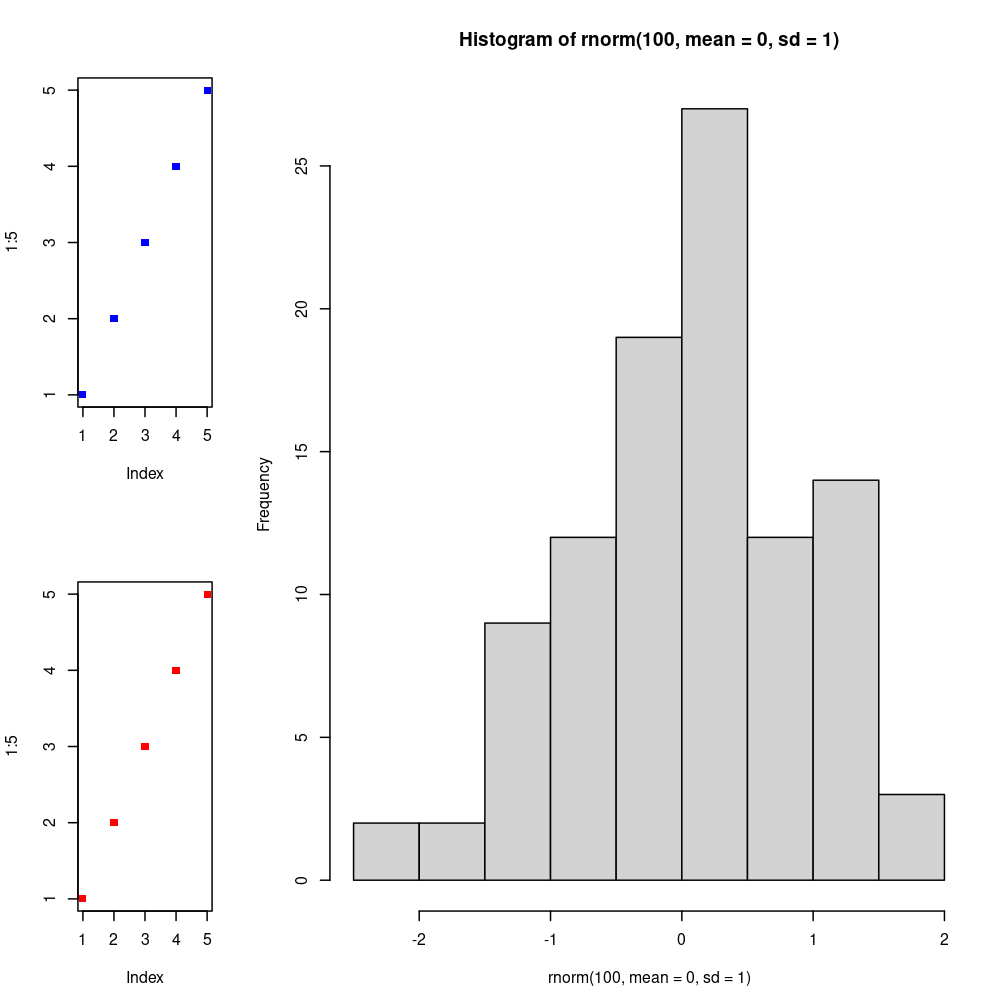 Histogram of rnorm(100, mean = 0, sd = 1)
5
4
3
2
1
1:5
1 2 3 4 5
Index
5
4
3
2
1
1:5
1 2 3 4 5
Index
25
20
15
10
5
0
Frequency
-2 -1 0 1 2
rnorm(100, mean = 0, sd = 1)